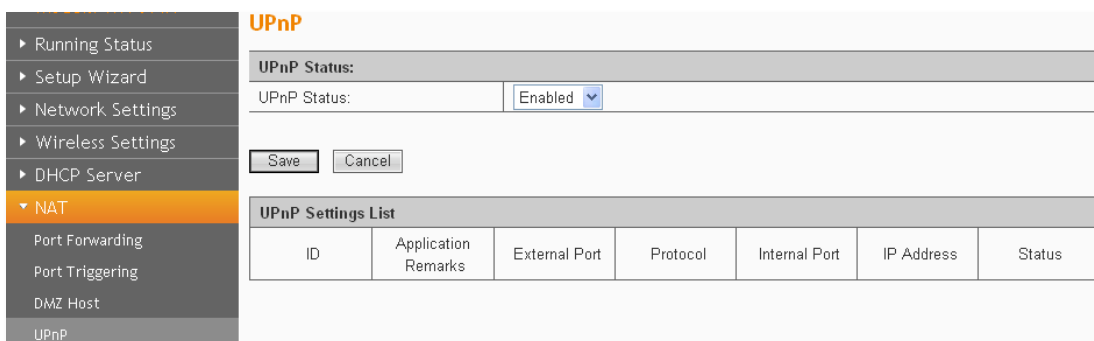 UPnP
Running Status
Setup Wizard
Network Settings
Wireless Settings
DHCP Server
NAT
Port Forwarding
Port Triggering
DMZ Host
UPnP
UPnP Status:
UPnP Status:
Enabled
Save
Cancel
UPnP Settings List
ID
Application
Remarks
External Port
Protocol
Internal Port
IP Address
Status